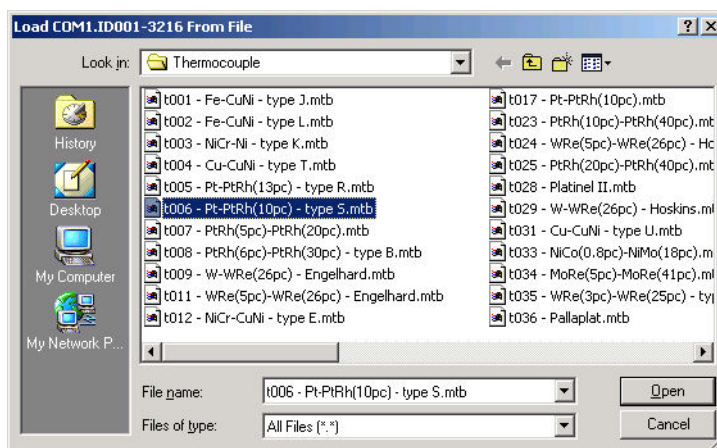 Load COM1.ID001-3216 From File
Look in:
Thermocouple
History
Desktop
My Computer
My Network P...
t001 - Fe-CuNi - type J.mtb
t002 - Fe-CuNi - type L.mtb
t003 - NiCr-Ni - type K.mtb
t004 - Cu-CuNi - type T.mtb
t005 - Pt-PtRh(13pc) - type R.mtb
t006 - Pt-PtRh(10pc) - type S.mtb
t007 - PtRh(5pc)-PtRh(20pc).mtb
t008 - PtRh(6pc)-PtRh(30pc) - type B.mtb
t009 - W-WRe(26pc) - Engelhard.mtb
t011 - WRe(5pc)-WRe(26pc) - Engelhard.mtb
t012 - NiCr-CuNi - type E.mtb
t017 - Pt-PtRh(10pc).mtb
t023 - PtRh(10pc)-PtRh(40pc).mt
t024 - WRe(5pc)-WRe(26pc) - Ho
t025 - PtRh(20pc)-PtRh(40pc).mt
t028 - Platinel II.mtb
t029 - W-WRe(26pc) - Hoskins.m
t031 - Cu-CuNi - type U.mtb
t033 - NiCo(0.8pc)-NiMo(18pc).m
t034 - MoRe(5pc)-MoRe(41pc).m
t035 - WRe(3pc)-WRe(25pc) - ty
t036 - Pallaplat.mtb
File name:
t006 - Pt-PtRh(10pc) - type S.mtb
Open
Files of type:
All Files (*.*)
Cancel